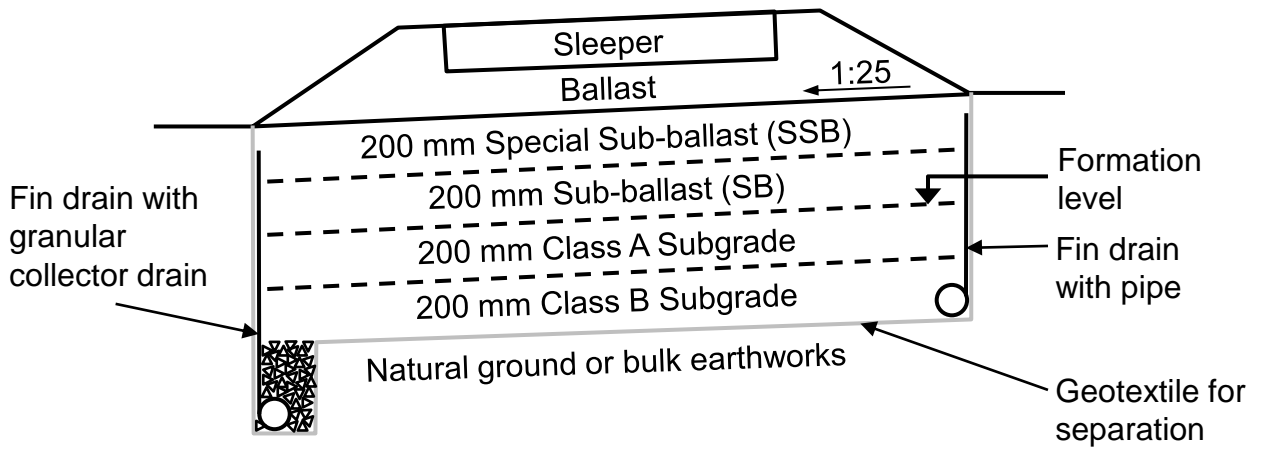 Sleeper
Ballast
1:25
200 mm Special Sub-ballast (SSB)
200 mm Sub-ballast (SB)
200 mm Class A Subgrade
200 mm Class B Subgrade
Natural ground or bulk earthworks
Fin drain with
granular
collector drain
Formation
level
Fin drain
with pipe
Geotextile for
separation